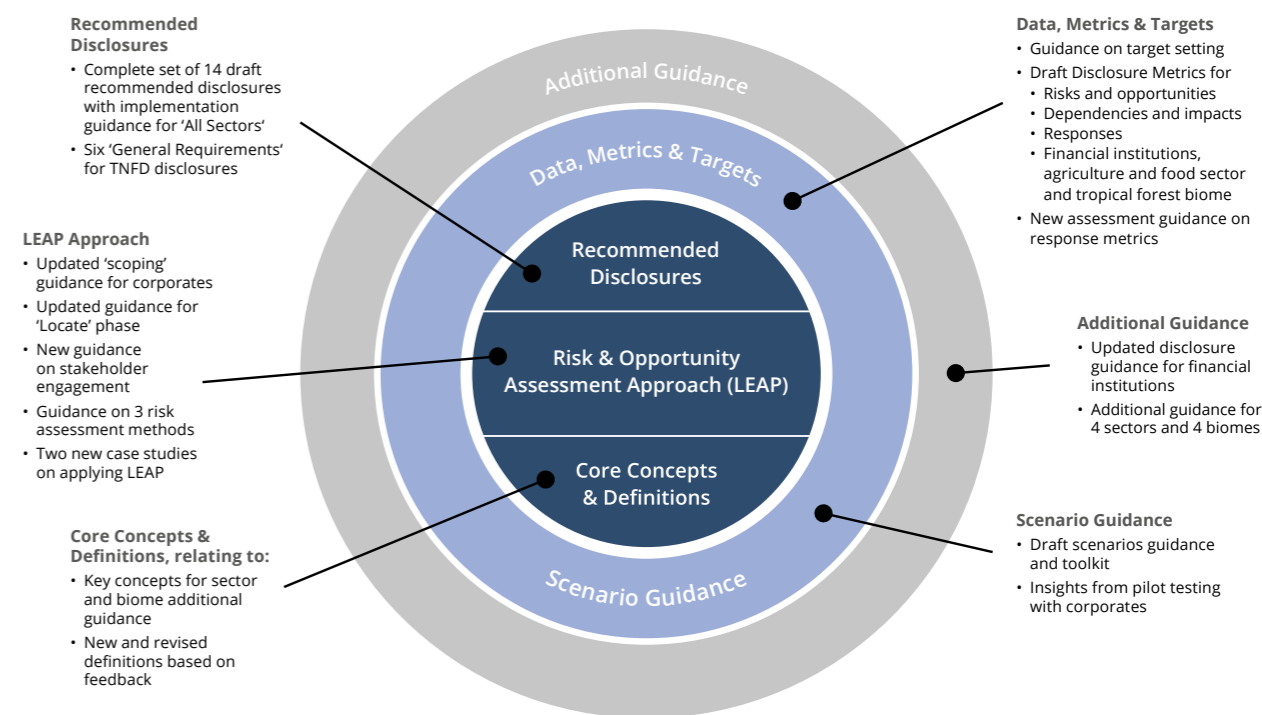 Recommended
Disclosures
• Complete set of 14 draft
recommended disclosures
with implementation
guidance for ‘All Sectors‘
• Six ‘General Requirements‘
for TNFD disclosures
LEAP Approach
• Updated ‘scoping’
guidance for corporates
• Updated guidance for
‘Locate’ phase
• New guidance
on stakeholder
engagement
• Guidance on 3 risk
assessment methods
• Two new case studies
on applying LEAP
Core Concepts &
Definitions, relating to:
• Key concepts for sector
and biome additional
guidance
• New and revised
definitions based on
feedback
Additional Guidance
Data, Metrics & Targets
Recommended
Disclosures
Risk & Opportunity
Assessment Approach (LEAP)
Core Concepts
& Definitions
Scenario Guidance
Data, Metrics & Targets
• Guidance on target setting
• Draft Disclosure Metrics for
• Risks and opportunities
• Dependencies and impacts
• Responses
• Financial institutions,
agriculture and food sector
and tropical forest biome
• New assessment guidance on
response metrics
Additional Guidance
• Updated disclosure
guidance for financial
institutions
• Additional guidance for
4 sectors and 4 biomes
Scenario Guidance
• Draft scenarios guidance
and toolkit
• Insights from pilot testing
with corporates